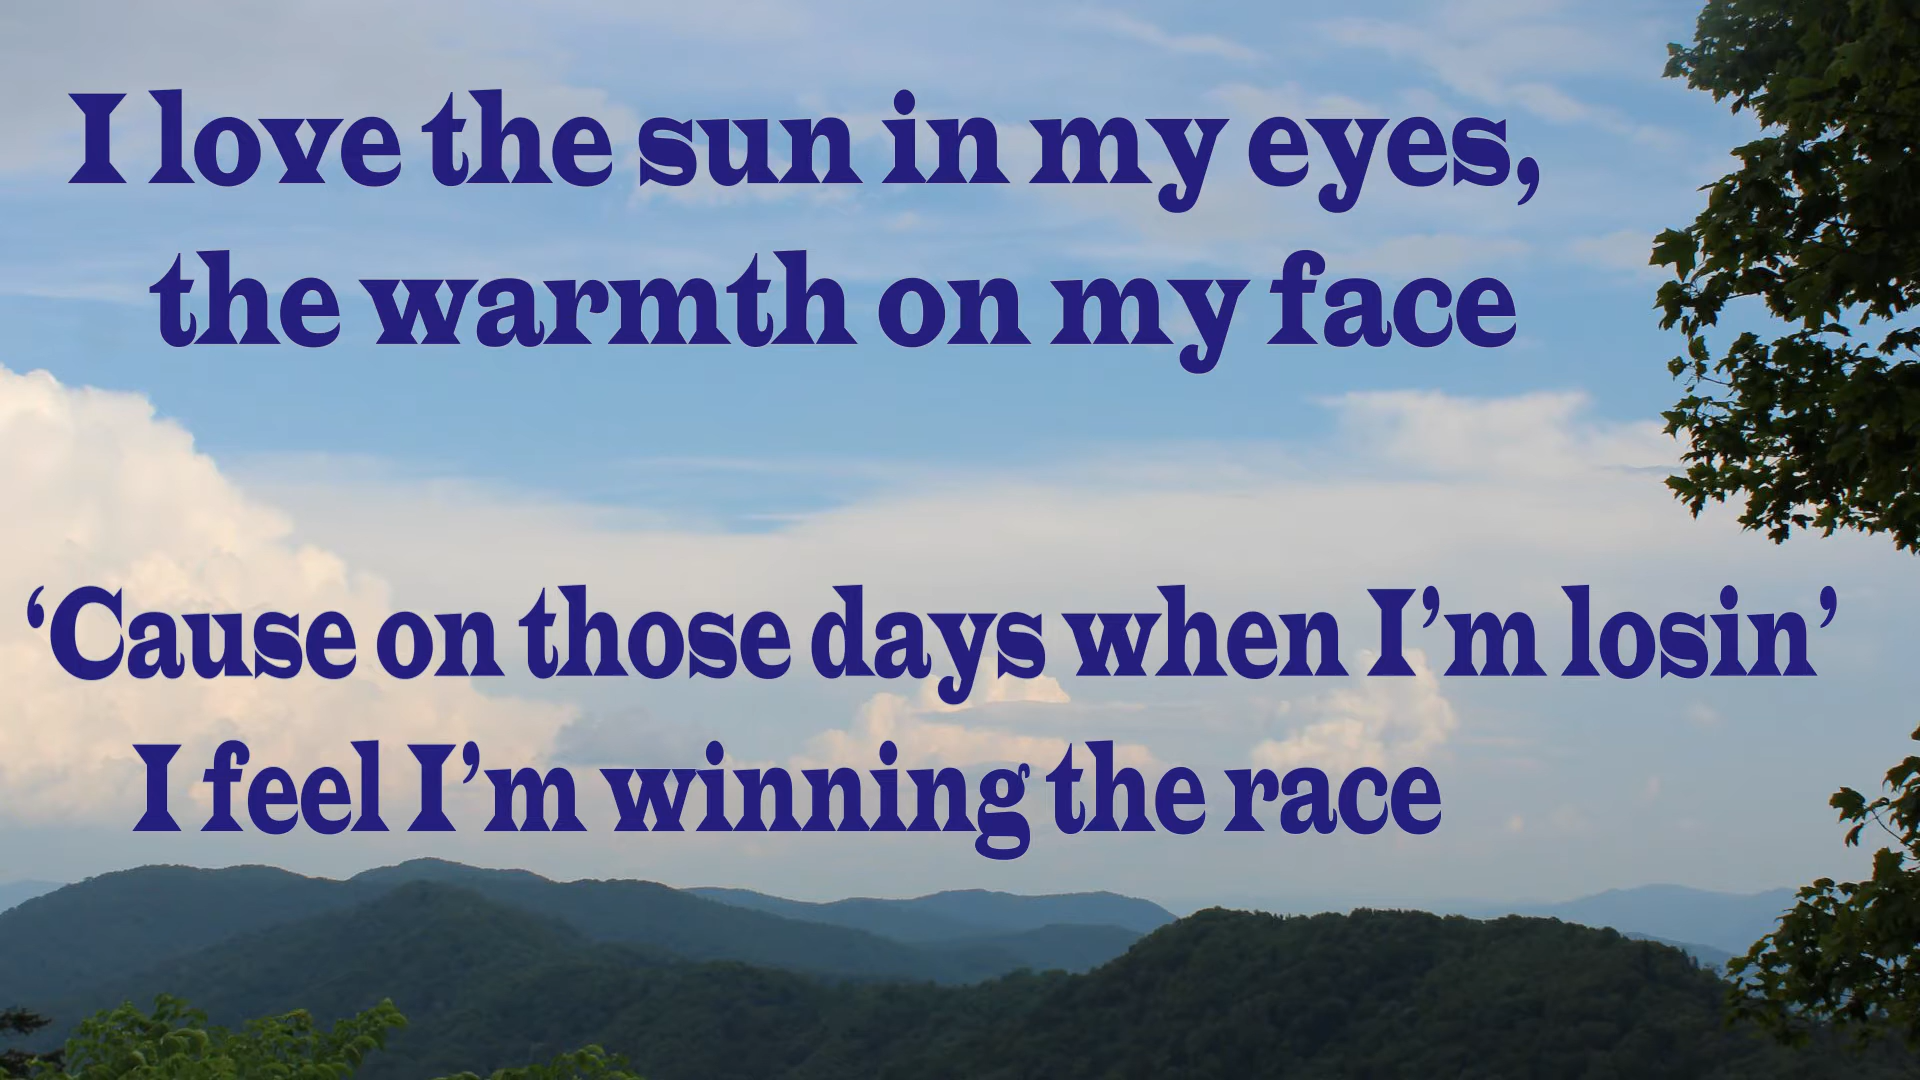 I love the sun in my eyes,
the warmth on my face
‘Cause on those days when I’m losin’
I feel I’m winning the race